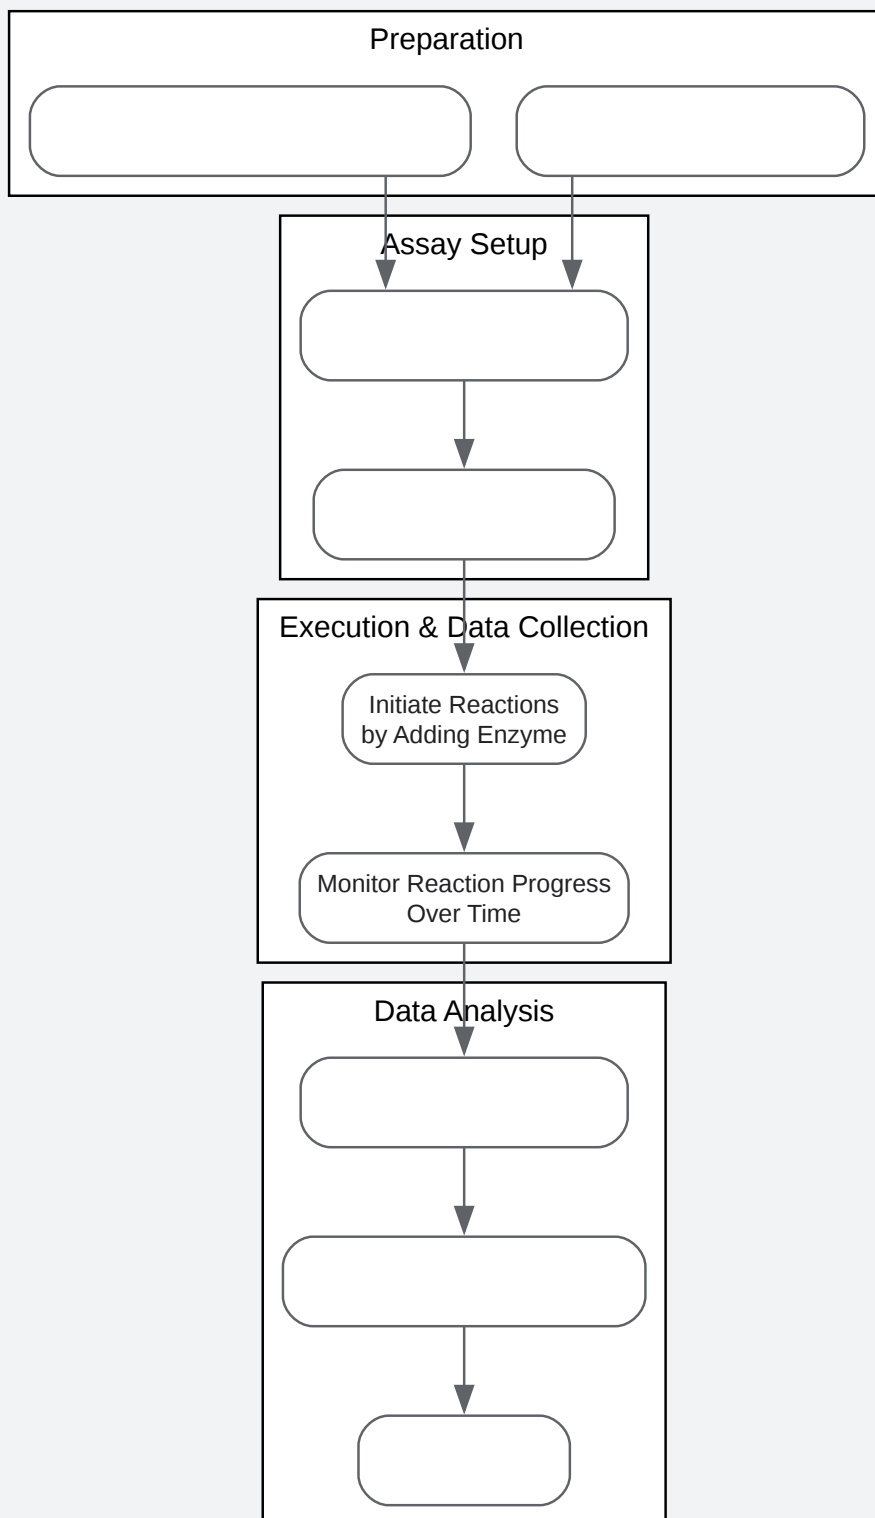 Preparation
Assay Setup
Execution & Data Collection
Initiate Reactions
by Adding Enzyme
Monitor Reaction Progress
Over Time
Data Analysis